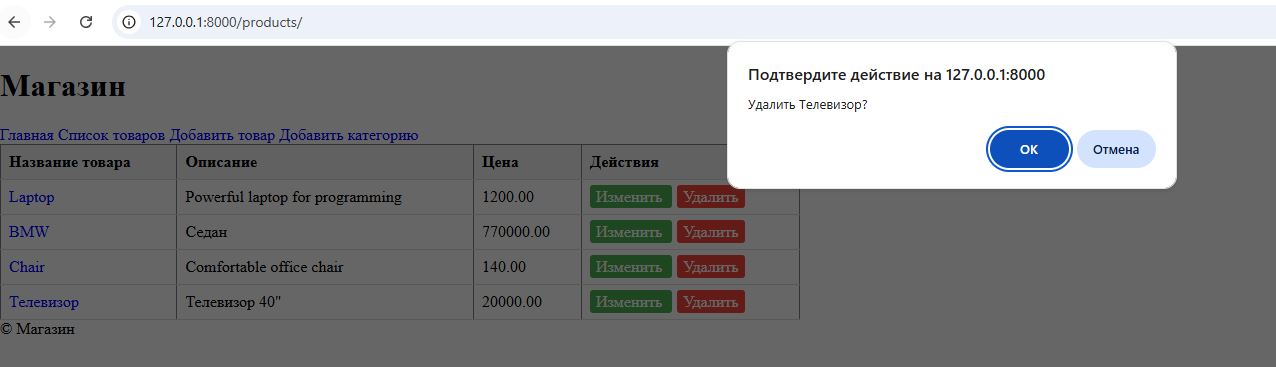 127.0.0.1:8000/products/
Подтвердите действие на 127.0.0.1:8000
Удалить Телевизор?
ОК Отмена
Магазин
Главная Список товаров Добавить товар Добавить категорию
Название товара Описание Цена Действия
Laptop Powerful laptop for programming 1200.00 Изменить Удалить
BMW Седан 770000.00 Изменить Удалить
Chair Comfortable office chair 140.00 Изменить Удалить
Телевизор Телевизор 40" 20000.00 Изменить Удалить
© Магазин